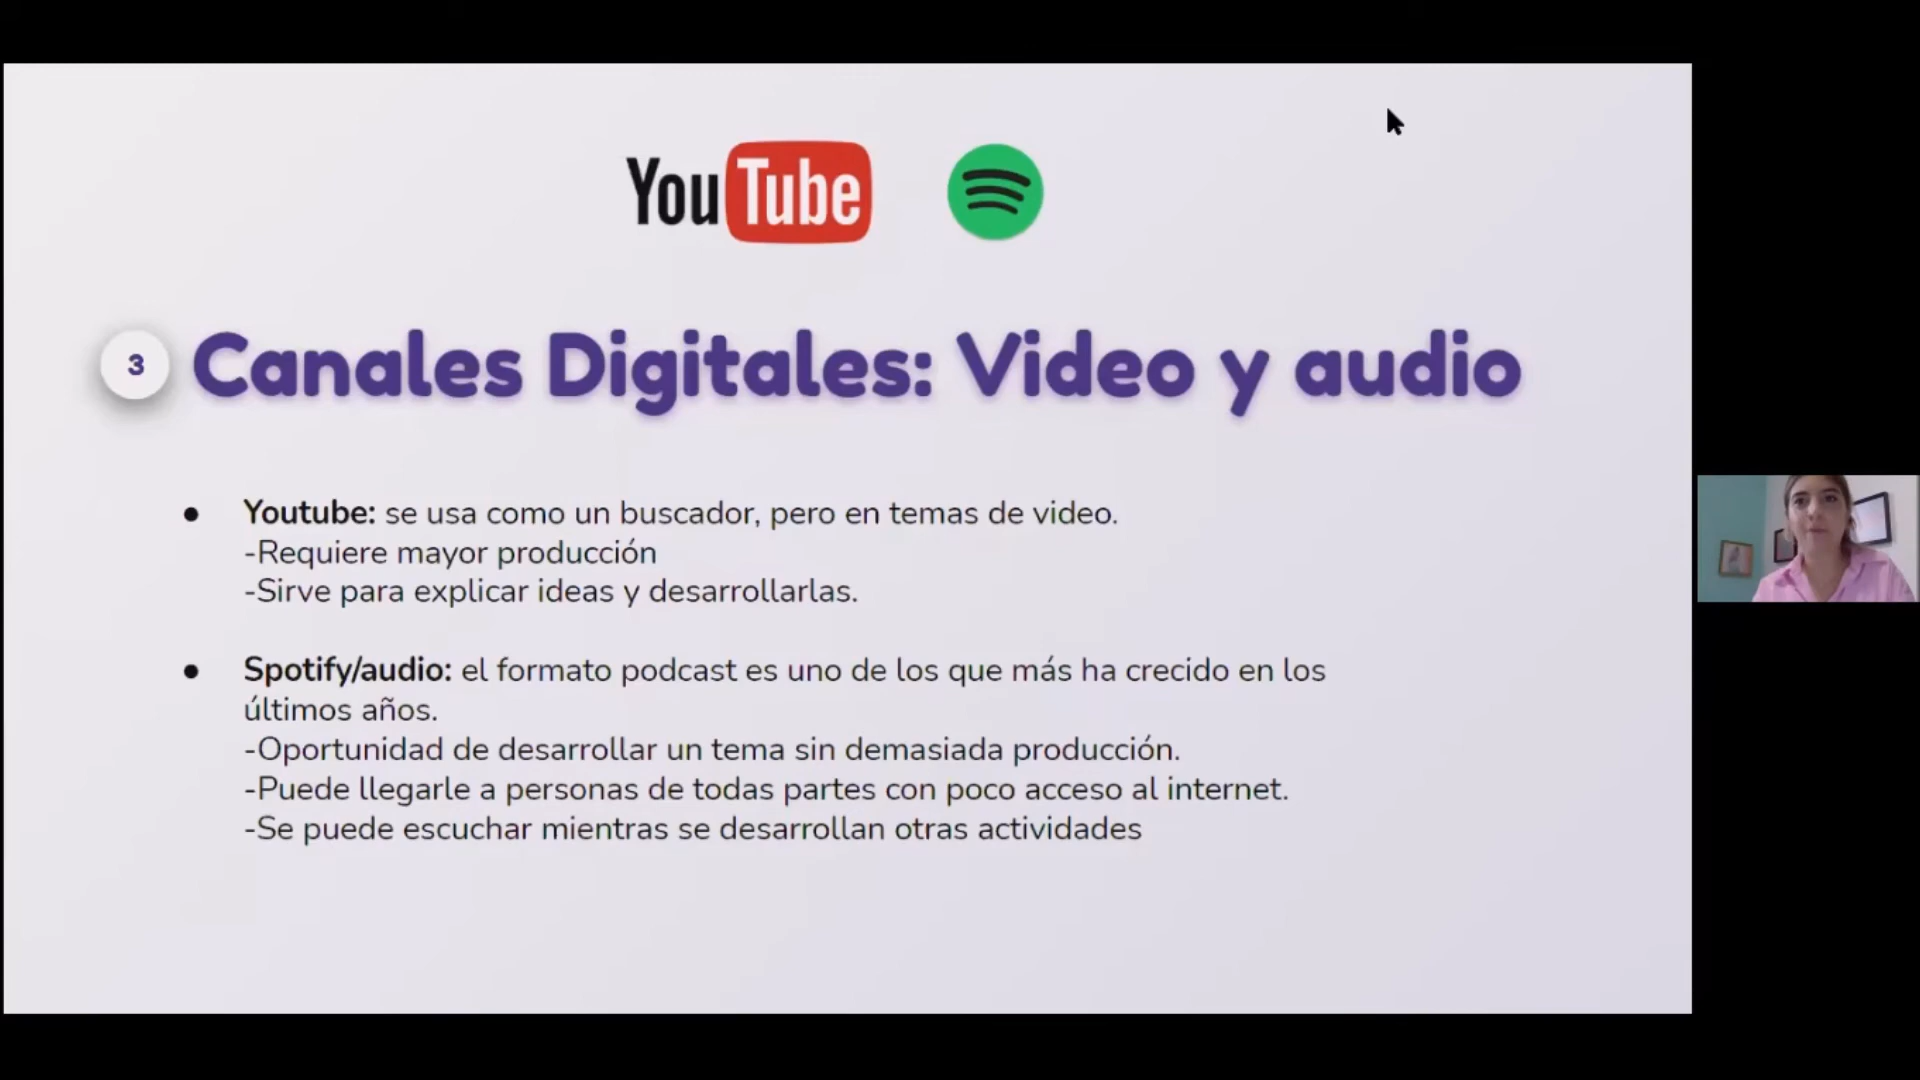 YouTube
3 Canales Digitales: Video y audio
● Youtube: se usa como un buscador, pero en temas de video.
-Requiere mayor producción
-Sirve para explicar ideas y desarrollarlas.
● Spotify/audio: el formato podcast es uno de los que más ha crecido en los
últimos años.
-Oportunidad de desarrollar un tema sin demasiada producción.
-Puede llegarle a personas de todas partes con poco acceso al internet.
-Se puede escuchar mientras se desarrollan otras actividades